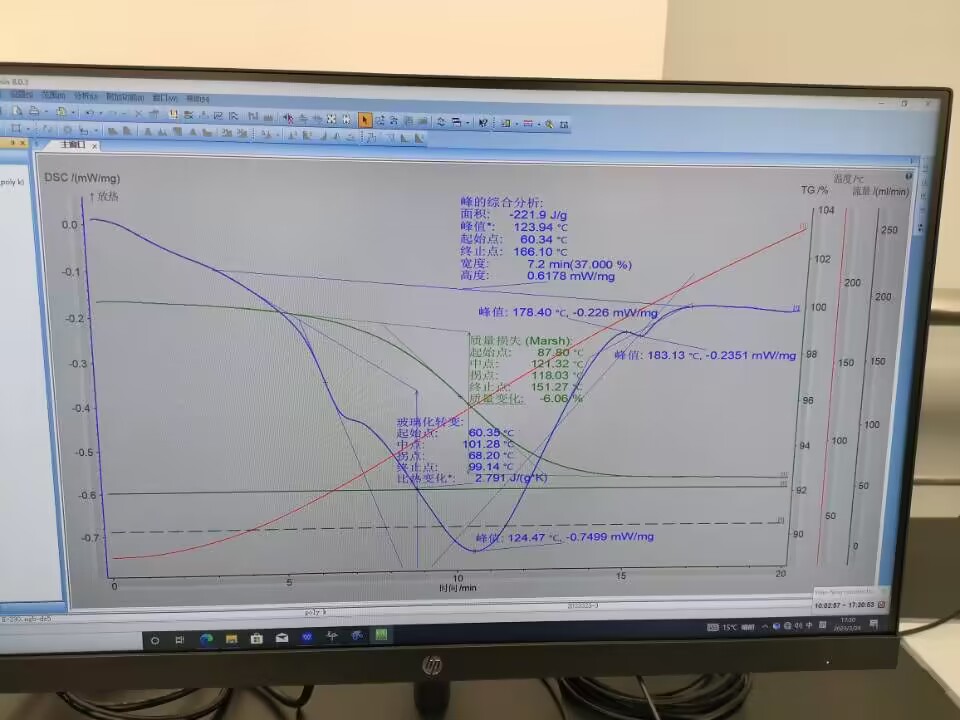 主窗口
poly k)
DSC /(mW/mg)
↑ 放热
TG /%
温度 /℃
流量 /(ml/min)
峰的综合分析:
面积: -221.9 J/g
峰值*: 123.94 ℃
起始点: 60.34 ℃
终止点: 166.10 ℃
宽度: 7.2 min(37.000 %)
高度: 0.6178 mW/mg
峰值: 178.40 ℃, -0.226 mW/mg
峰值: 183.13 ℃, -0.2351 mW/mg
质量损失 (Marsh):
起始点: 87.80 ℃
中点: 121.32 ℃
拐点: 118.03 ℃
终止点: 151.27 ℃
质量变化: -6.06 %
玻璃化转变:
起始点: 60.35 ℃
中点: 101.28 ℃
拐点: 68.20 ℃
终止点: 99.14 ℃
比热变化*: 2.791 J/(g*K)
峰值: 124.47 ℃, -0.7499 mW/mg
0.0
-0.1
-0.2
-0.3
-0.4
-0.5
-0.6
-0.7
104
102
100
98
96
94
92
90
200
150
100
50
250
200
150
100
50
0
0
5
10
15
20
时间 /min
poly k
15℃
17:20
hp